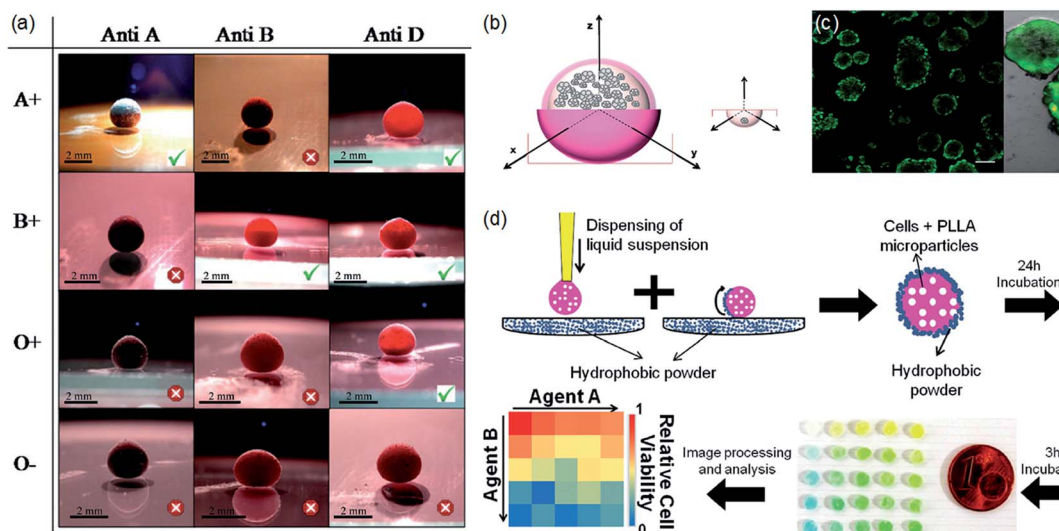 (a)
Anti A Anti B Anti D
A+
2 mm 2 mm 2 mm
B+
2 mm 2 mm 2 mm
O+
2 mm 2 mm 2 mm
O-
2 mm 2 mm 2 mm
(b)
z
x
y
(c)
(d)
Dispensing of
liquid suspension
Hydrophobic powder
Cells + PLLA
microparticles
Hydrophobic
powder
24h
Incubation
Agent A
Agent B
1
0
Relative Cell
Viability
Image processing
and analysis
1
3h